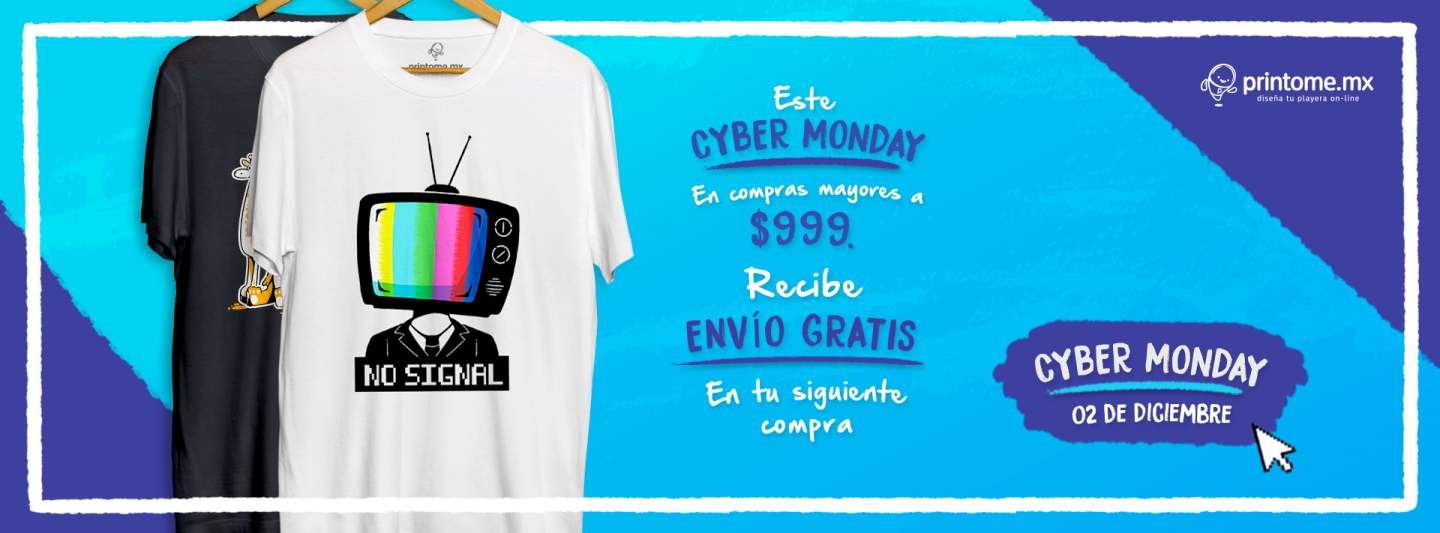 printome.mx
NO SIGNAL
Este
CYBER MONDAY
En compras mayores a
$999.
Recibe
ENVÍO GRATIS
En tu siguiente
compra
printome.mx
diseña tu playera on-line
CYBER MONDAY
02 DE DICIEMBRE